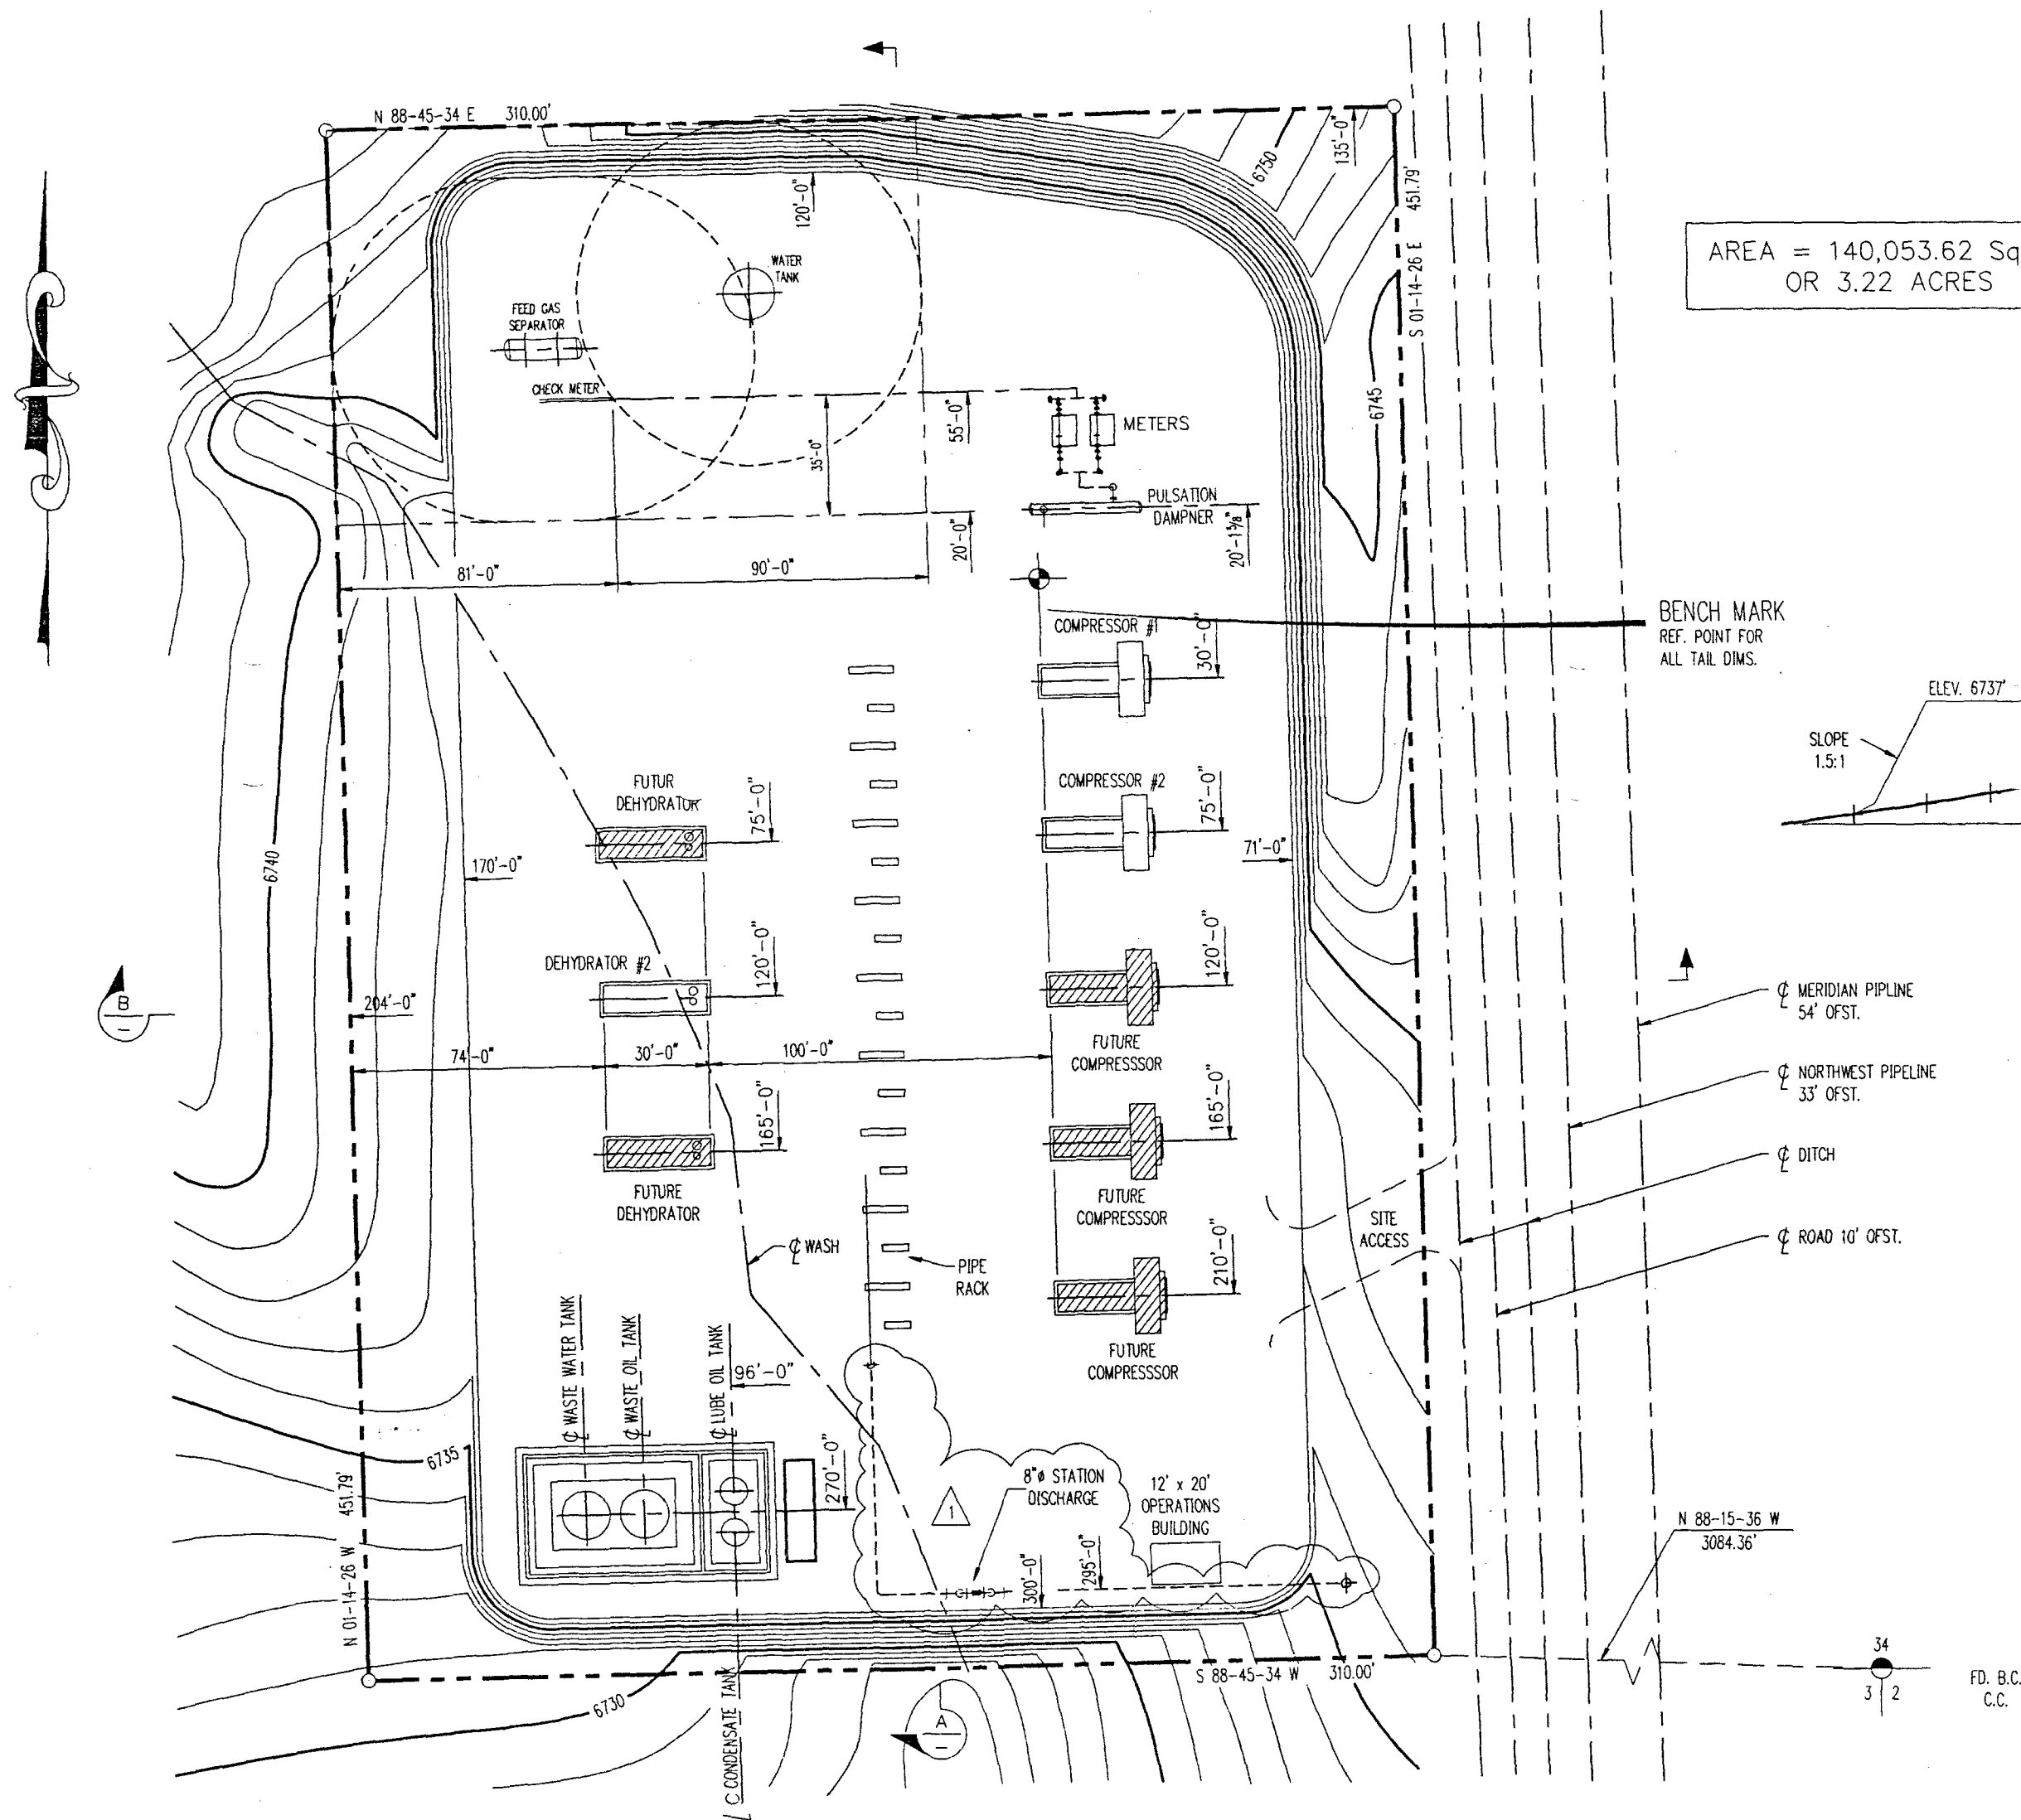 N 88-45-34 E 310.00'
135'-0"
6750
451.79'
S 01-14-26 E
120'-0"
WATER
TANK
FEED GAS
SEPARATOR
CHECK METER
AREA = 140,053.62 Sq
OR 3.22 ACRES
6745
METERS
55'-0"
35'-0"
PULSATION
DAMPNER
20'-0"
20'-1⅝"
81'-0"
90'-0"
BENCH MARK
REF. POINT FOR
ALL TAIL DIMS.
COMPRESSOR #1
30'-0"
ELEV. 6737'
SLOPE
1.5:1
FUTUR
DEHYDRATOR
75'-0"
COMPRESSOR #2
75'-0"
71'-0"
6740
170'-0"
DEHYDRATOR #2
120'-0"
120'-0"
B
204'-0"
74'-0"
30'-0"
100'-0"
FUTURE
COMPRESSSOR
℄ MERIDIAN PIPLINE
54' OFST.
℄ NORTHWEST PIPELINE
33' OFST.
165'-0"
165'-0"
℄ DITCH
FUTURE
DEHYDRATOR
FUTURE
COMPRESSSOR
SITE
ACCESS
℄ ROAD 10' OFST.
℄ WASH
PIPE
RACK
210'-0"
FUTURE
COMPRESSSOR
℄ WASTE WATER TANK
℄ WASTE OIL TANK
℄ LUBE OIL TANK
96'-0"
6735
270'-0"
8"ø STATION
DISCHARGE
1
12' x 20'
OPERATIONS
BUILDING
295'-0"
300'-0"
451.79'
N 01-14-26 W
N 88-15-36 W
3084.36'
S 88-45-34 W 310.00'
34
3 2
FD. B.C.
C.C.
6730
A
C CONDENSATE TANK